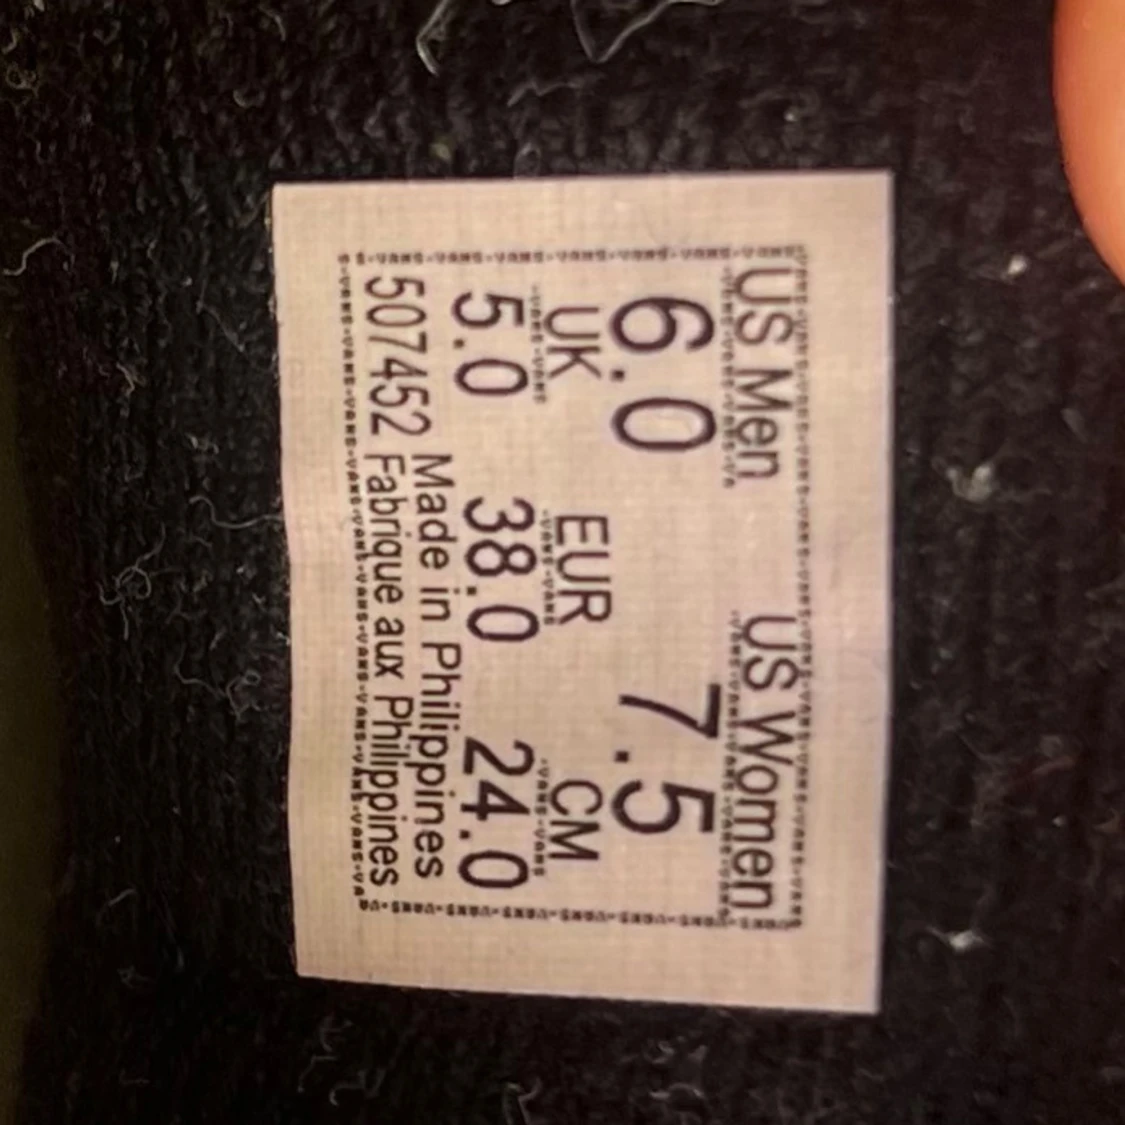 US Men US Women
6.0 7.5
UK EUR CM
5.0 38.0 24.0
507452 Made in Philippines
Fabrique aux Philippines